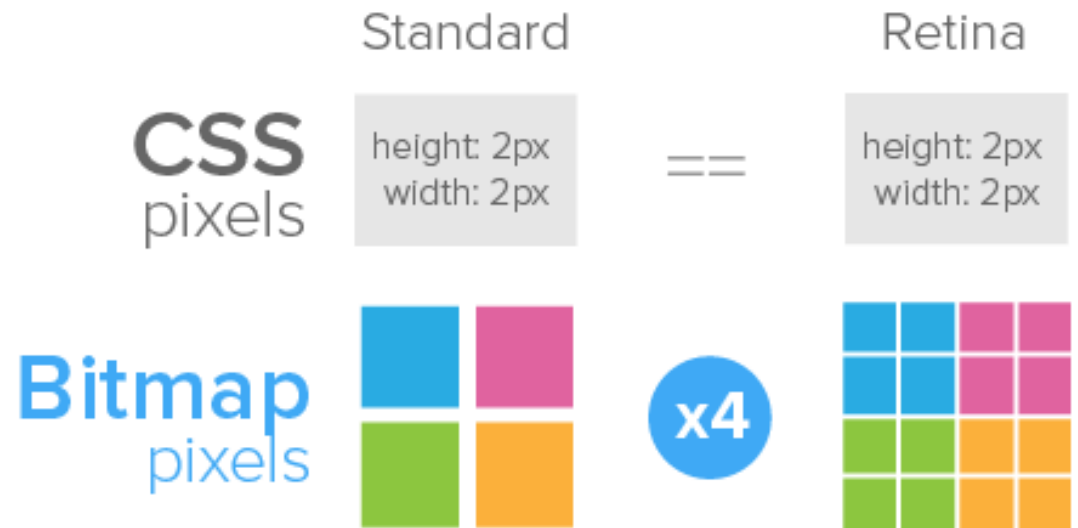 Standard
Retina
CSS
pixels
height: 2px
width: 2px
==
height: 2px
width: 2px
Bitmap
pixels
x4